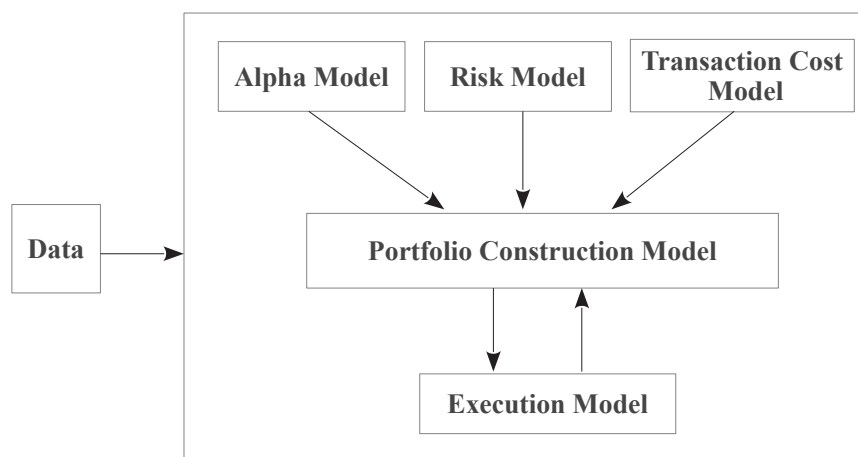 Alpha Model
Risk Model
Transaction Cost
Model
Data
Portfolio Construction Model
Execution Model